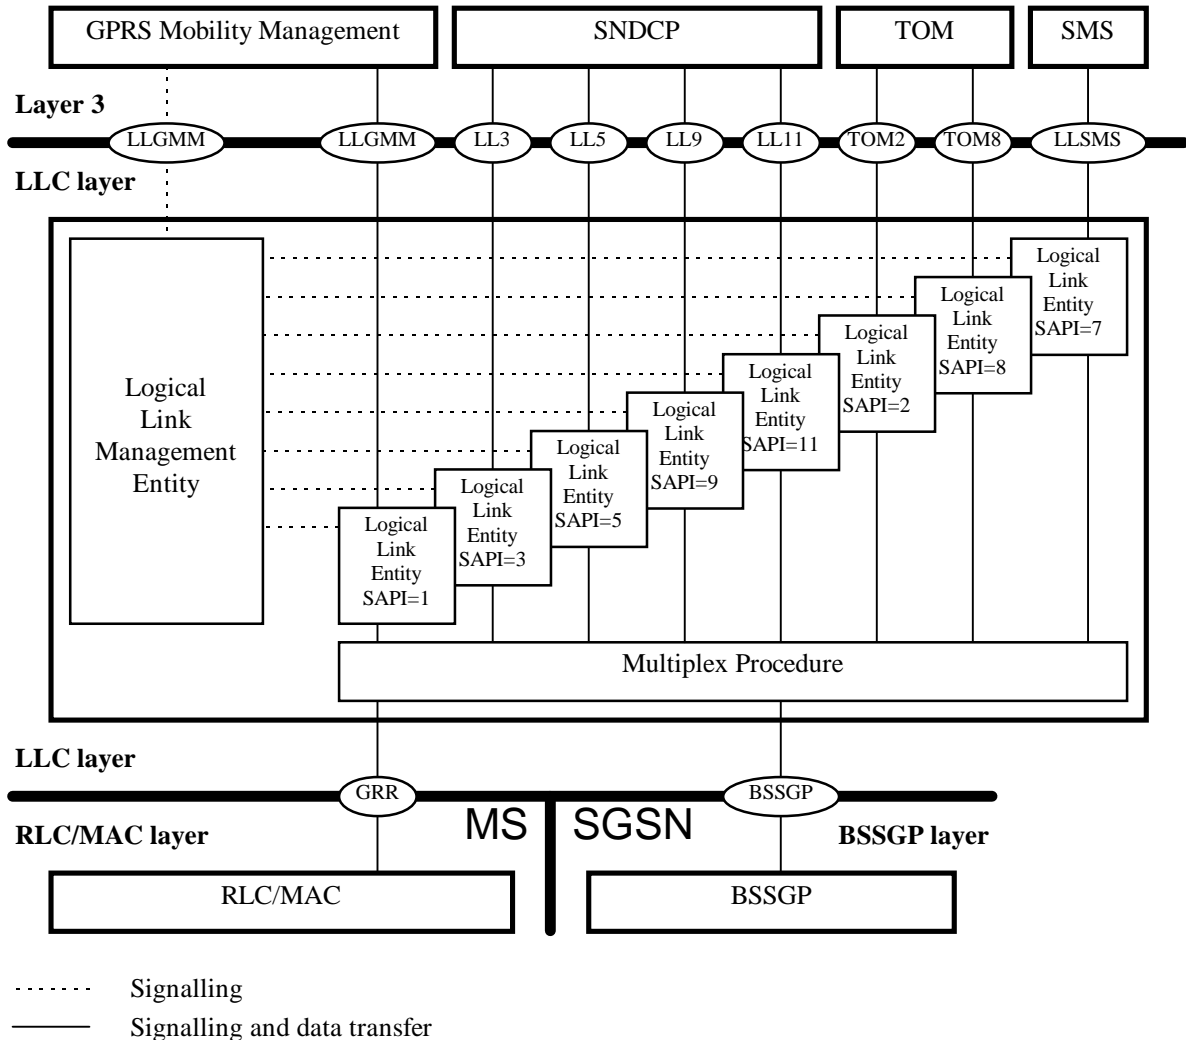 GPRS Mobility Management
SNDCP
TOM
SMS
Layer 3
LLGMM
LLGMM
LL3
LL5
LL9
LL11
TOM2
TOM8
LLSMS
LLC layer
Logical
Link
Management
Entity
Logical
Link
Entity
SAPI=1
Logical
Link
Entity
SAPI=3
Logical
Link
Entity
SAPI=5
Logical
Link
Entity
SAPI=9
Logical
Link
Entity
SAPI=11
Logical
Link
Entity
SAPI=2
Logical
Link
Entity
SAPI=8
Logical
Link
Entity
SAPI=7
Multiplex Procedure
LLC layer
GRR
BSSGP
RLC/MAC layer
MS
SGSN
BSSGP layer
RLC/MAC
BSSGP
Signalling
Signalling and data transfer